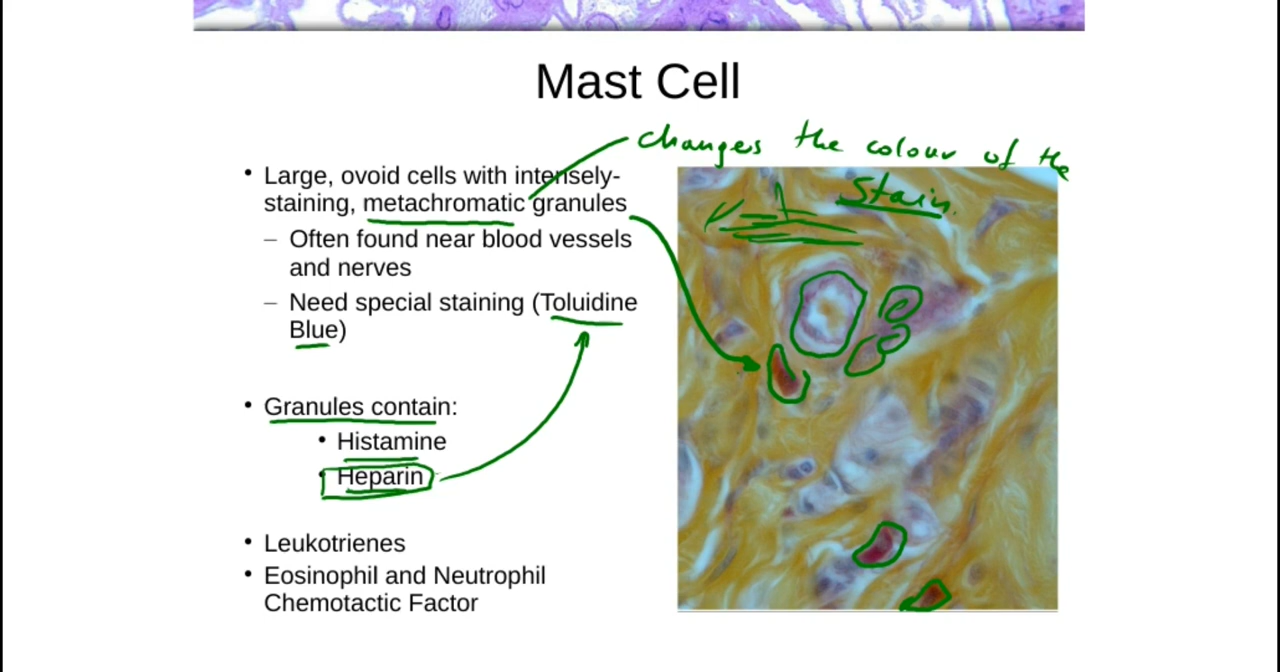 Mast Cell
changes the colour of the
stain.
• Large, ovoid cells with intensely-
staining, metachromatic granules
– Often found near blood vessels
and nerves
– Need special staining (Toluidine
Blue)
• Granules contain:
• Histamine
• Heparin
• Leukotrienes
• Eosinophil and Neutrophil
Chemotactic Factor